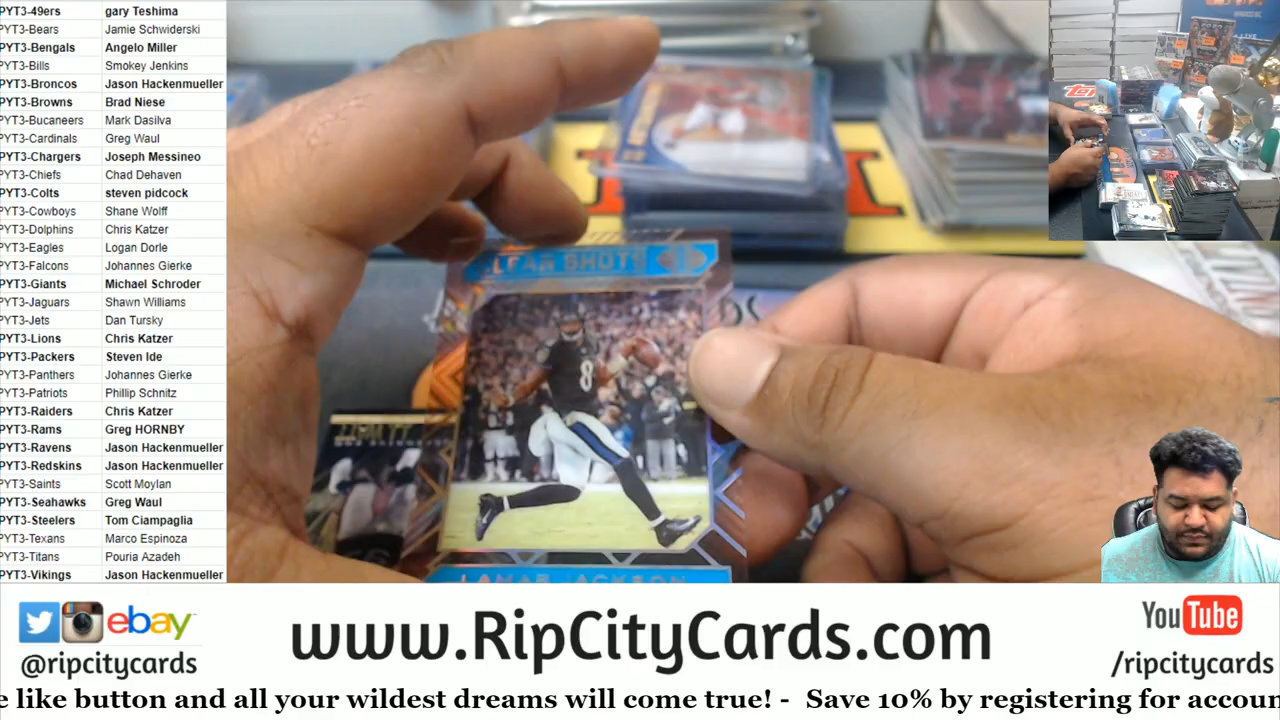 PYT3-49ers gary Teshima
PYT3-Bears Jamie Schwiderski
PYT3-Bengals Angelo Miller
PYT3-Bills Smokey Jenkins
PYT3-Broncos Jason Hackenmueller
PYT3-Browns Brad Niese
PYT3-Bucaneers Mark Dasilva
PYT3-Cardinals Greg Waul
PYT3-Chargers Joseph Messineo
PYT3-Chiefs Chad Dehaven
PYT3-Colts steven pidcock
PYT3-Cowboys Shane Wolff
PYT3-Dolphins Chris Katzer
PYT3-Eagles Logan Dorle
PYT3-Falcons Johannes Gierke
PYT3-Giants Michael Schroder
PYT3-Jaguars Shawn Williams
PYT3-Jets Dan Tursky
PYT3-Lions Chris Katzer
PYT3-Packers Steven Ide
PYT3-Panthers Johannes Gierke
PYT3-Patriots Phillip Schnitz
PYT3-Raiders Chris Katzer
PYT3-Rams Greg HORNBY
PYT3-Ravens Jason Hackenmueller
PYT3-Redskins Jason Hackenmueller
PYT3-Saints Scott Moylan
PYT3-Seahawks Greg Waul
PYT3-Steelers Tom Ciampaglia
PYT3-Texans Marco Espinoza
PYT3-Titans Pouria Azadeh
PYT3-Vikings Jason Hackenmueller
CLEAR SHOTS
8
LAMAR JACKSON
ebay
@ripcitycards
www.RipCityCards.com
YouTube
/ripcitycards
e like button and all your wildest dreams will come true! - Save 10% by registering for accoun